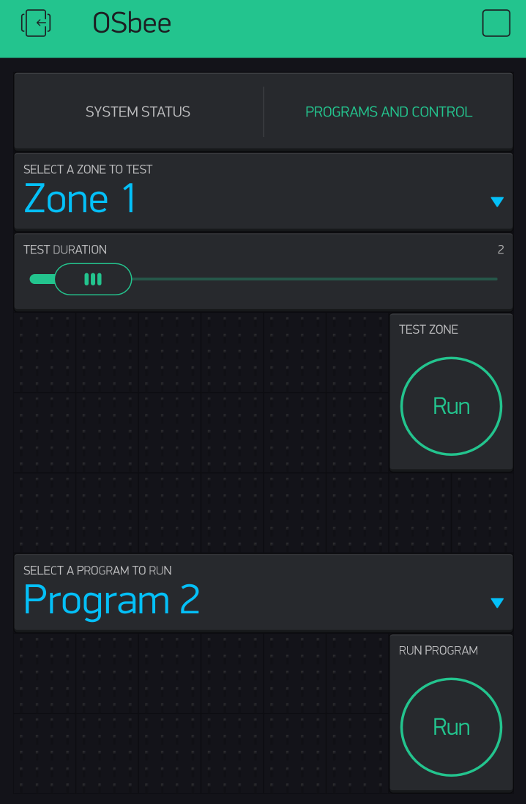 OSbee
SYSTEM STATUS
PROGRAMS AND CONTROL
SELECT A ZONE TO TEST
Zone 1
TEST DURATION
2
TEST ZONE
Run
SELECT A PROGRAM TO RUN
Program 2
RUN PROGRAM
Run